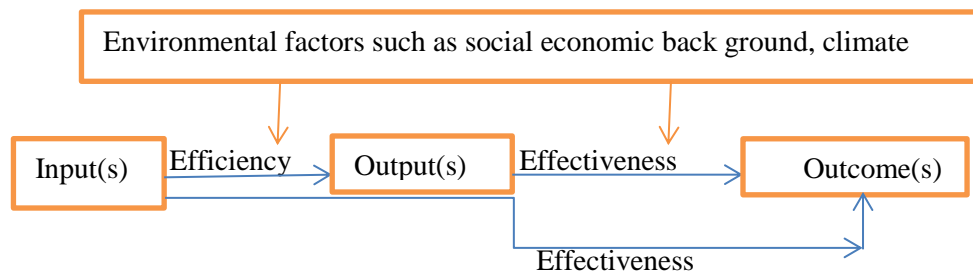 Environmental factors such as social economic back ground, climate
Input(s)
Efficiency
Output(s)
Effectiveness
Outcome(s)
Effectiveness